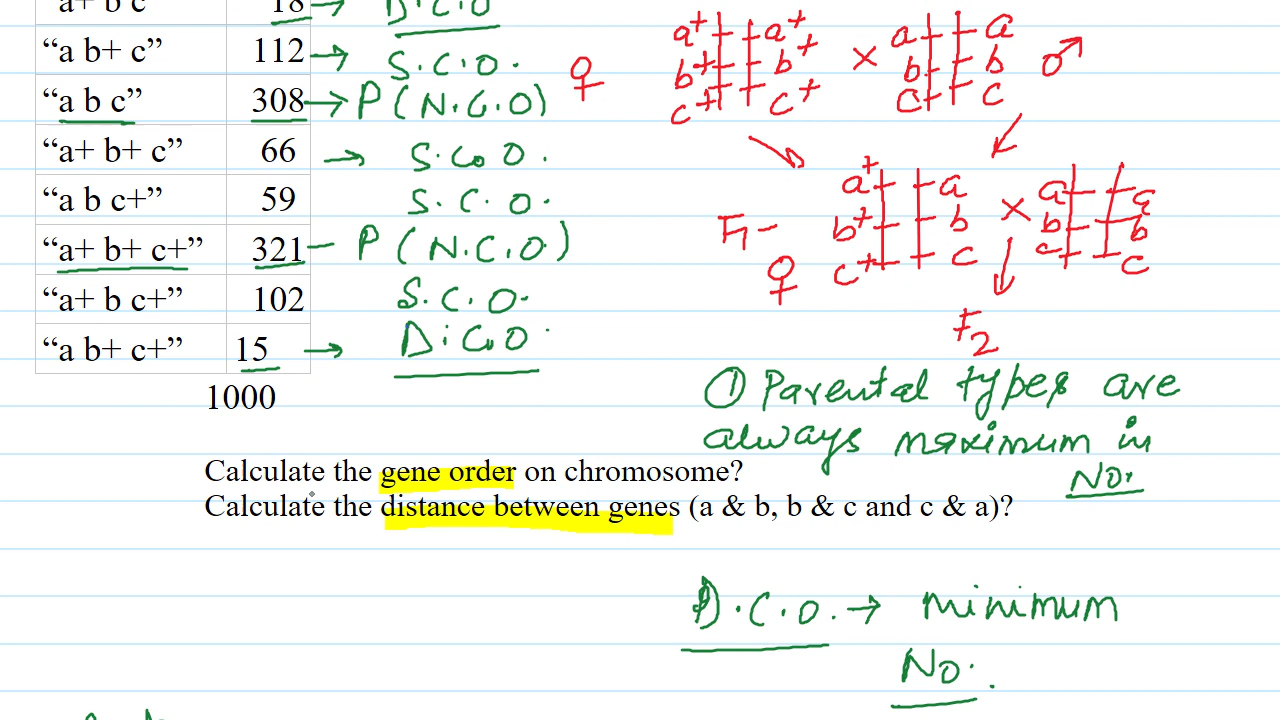 “a+ b c” 18 → D.C.O
“a b+ c” 112 → S.C.O.
“a b c” 308 → P (N.C.O)
“a+ b+ c” 66 → S.C.O.
“a b c+” 59 S.C.O.
“a+ b+ c+” 321 – P (N.C.O)
“a+ b c+” 102 S.C.O.
“a b+ c+” 15 → D.C.O
1000
♀ a+ a+ × a a ♂
b+ b+ b b
c+ c+ c c
F1 – a+ a × a a
♀ b+ b b b
c+ c c c
F2
① Parental types are
always maximum in
No.
Calculate the gene order on chromosome?
Calculate the distance between genes (a & b, b & c and c & a)?
D.C.O. → minimum
No.